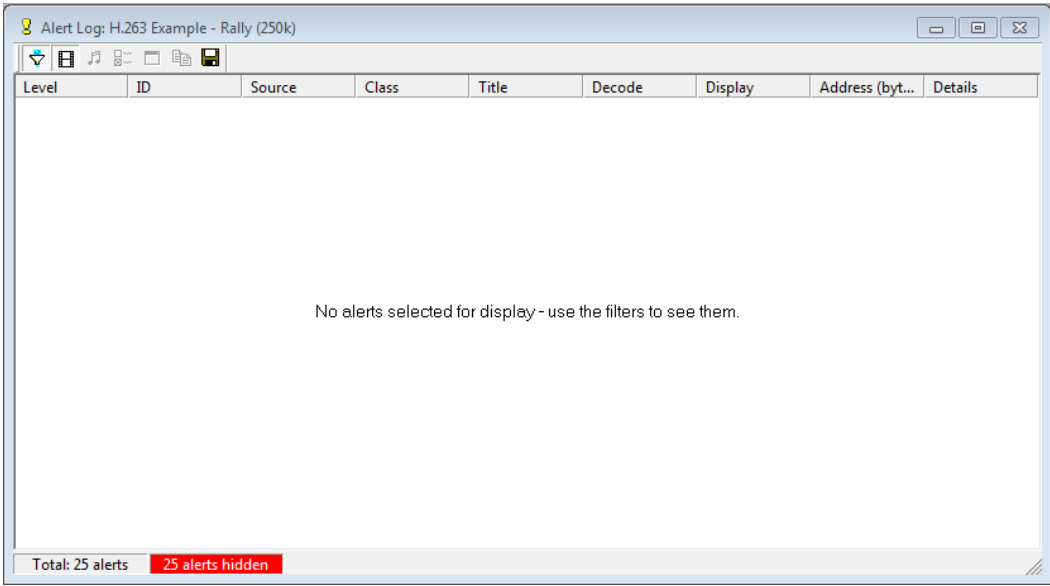 Alert Log: H.263 Example - Rally (250k)
Level ID Source Class Title Decode Display Address (byt... Details
No alerts selected for display - use the filters to see them.
Total: 25 alerts 25 alerts hidden